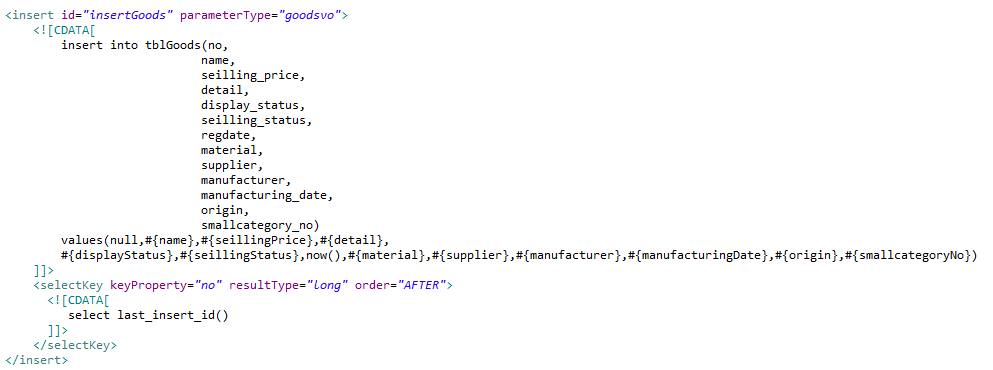 <insert id="insertGoods" parameterType="goodsvo">
<![CDATA[
insert into tblGoods(no,
name,
seilling_price,
detail,
display_status,
seilling_status,
regdate,
material,
supplier,
manufacturer,
manufacturing_date,
origin,
smallcategory_no)
values(null,#{name},#{seillingPrice},#{detail},
#{displayStatus},#{seillingStatus},now(),#{material},#{supplier},#{manufacturer},#{manufacturingDate},#{origin},#{smallcategoryNo})
]]>
<selectKey keyProperty="no" resultType="long" order="AFTER">
<![CDATA[
select last_insert_id()
]]>
</selectKey>
</insert>